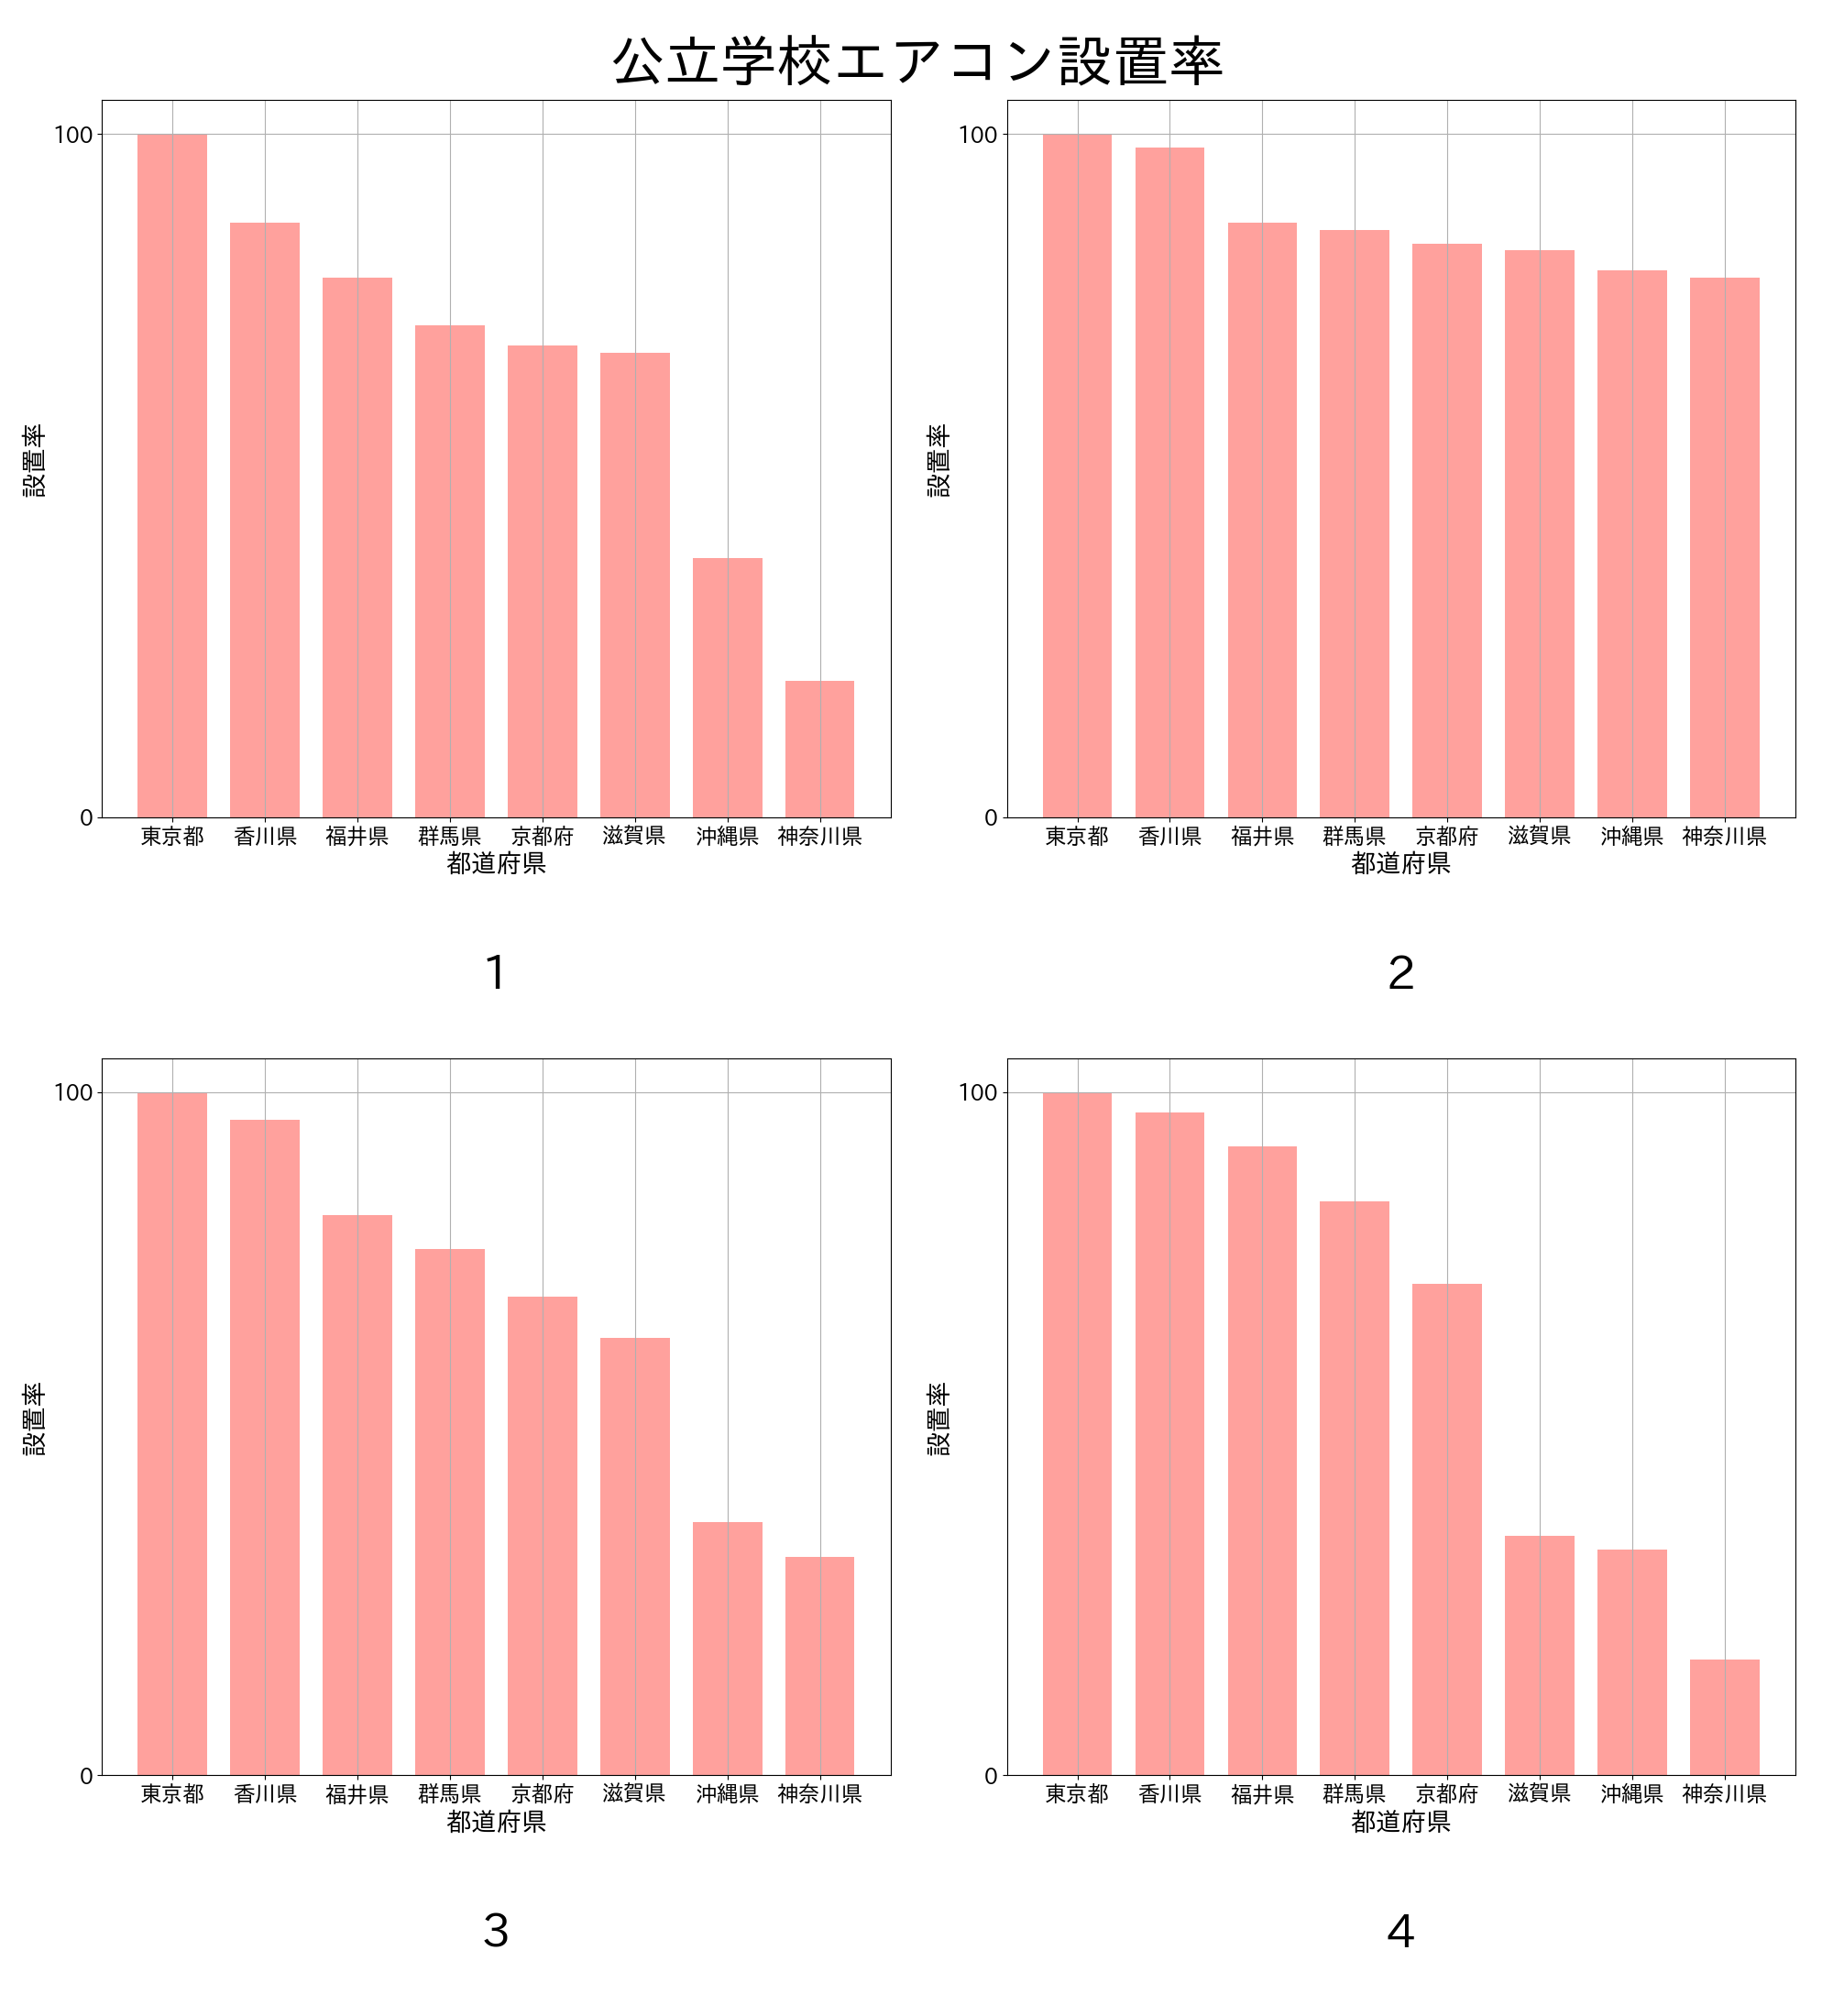 公立学校エアコン設置率
100
0
設置率
東京都 香川県 福井県 群馬県 京都府 滋賀県 沖縄県 神奈川県
都道府県
1
100
0
設置率
東京都 香川県 福井県 群馬県 京都府 滋賀県 沖縄県 神奈川県
都道府県
2
100
0
設置率
東京都 香川県 福井県 群馬県 京都府 滋賀県 沖縄県 神奈川県
都道府県
3
100
0
設置率
東京都 香川県 福井県 群馬県 京都府 滋賀県 沖縄県 神奈川県
都道府県
4